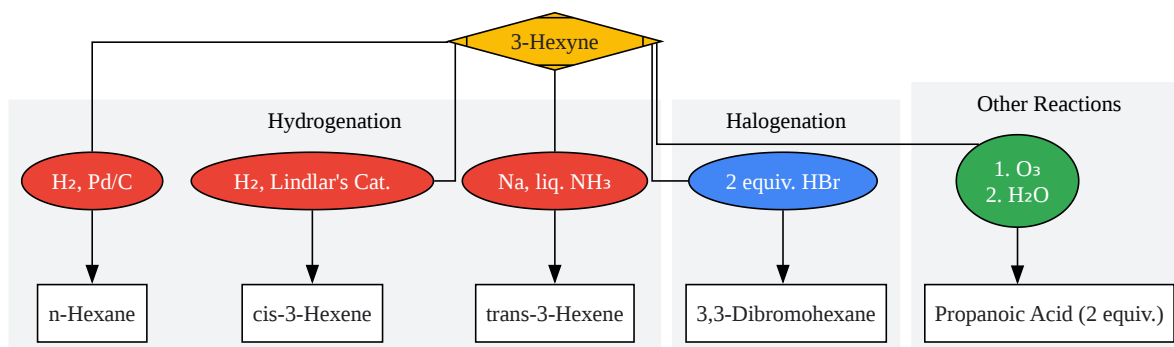 3-Hexyne
Hydrogenation
Halogenation
Other Reactions
H₂, Pd/C
H₂, Lindlar's Cat.
Na, liq. NH₃
2 equiv. HBr
1. O₃
2. H₂O
n-Hexane
cis-3-Hexene
trans-3-Hexene
3,3-Dibromohexane
Propanoic Acid (2 equiv.)